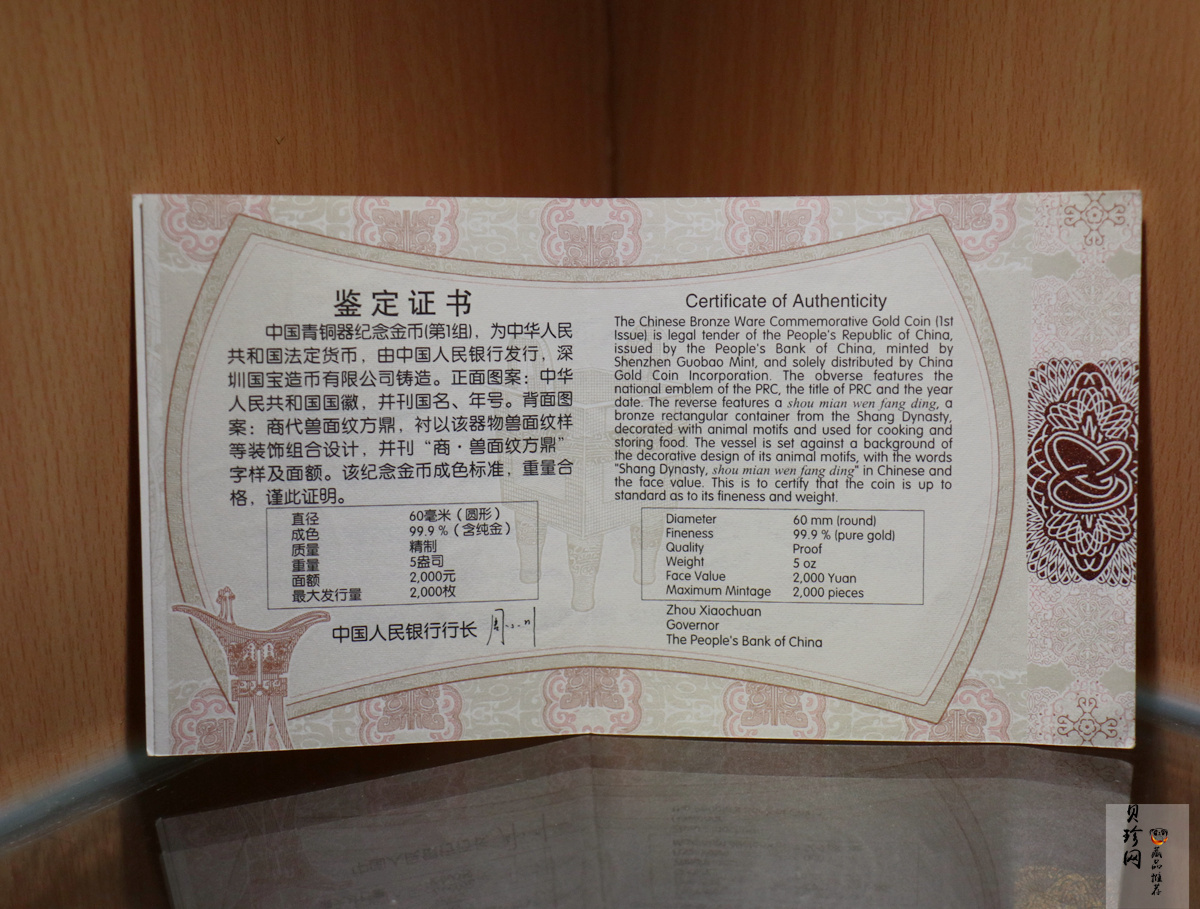 鉴定证书
中国青铜器纪念金币(第1组)，为中华人民
共和国法定货币，由中国人民银行发行，深
圳国宝造币有限公司铸造。正面图案：中华
人民共和国国徽，并刊国名、年号。背面图
案：商代兽面纹方鼎，衬以该器物兽面纹样
等装饰组合设计，并刊“商·兽面纹方鼎”
字样及面额。该纪念金币成色标准，重量合
格，谨此证明。
直径 60毫米（圆形）
成色 99.9％（含纯金）
质量 精制
重量 5盎司
面额 2,000元
最大发行量 2,000枚
中国人民银行行长
Certificate of Authenticity
The Chinese Bronze Ware Commemorative Gold Coin (1st
Issue) is legal tender of the People's Republic of China,
issued by the People's Bank of China, minted by
Shenzhen Guobao Mint, and solely distributed by China
Gold Coin Incorporation. The obverse features the
national emblem of the PRC, the title of PRC and the year
date. The reverse features a shou mian wen fang ding, a
bronze rectangular container from the Shang Dynasty,
decorated with animal motifs and used for cooking and
storing food. The vessel is set against a background of
the decorative design of its animal motifs, with the words
"Shang Dynasty, shou mian wen fang ding" in Chinese and
the face value. This is to certify that the coin is up to
standard as to its fineness and weight.
Diameter 60 mm (round)
Fineness 99.9 % (pure gold)
Quality Proof
Weight 5 oz
Face Value 2,000 Yuan
Maximum Mintage 2,000 pieces
Zhou Xiaochuan
Governor
The People's Bank of China
贝珍网
藏品推荐